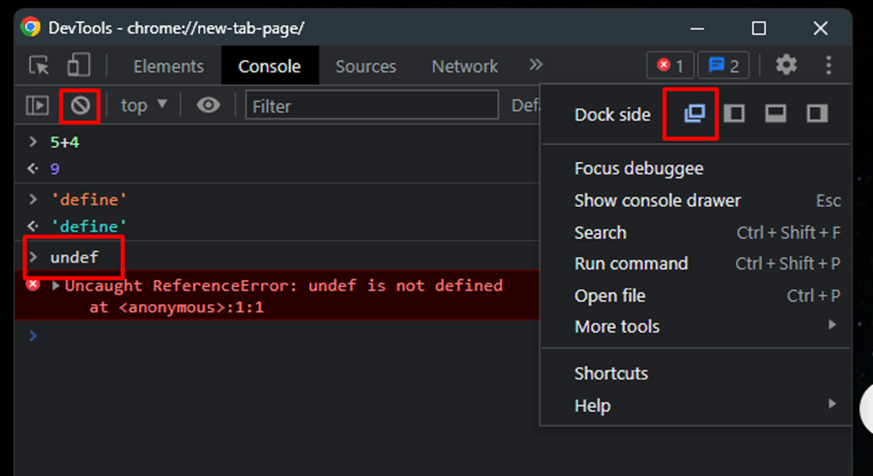 DevTools - chrome://new-tab-page/
Elements Console Sources Network 1 2
top Filter Defa
5+4
9
'define'
'define'
undef
Uncaught ReferenceError: undef is not defined
at <anonymous>:1:1
Dock side
Focus debuggee
Show console drawer Esc
Search Ctrl + Shift + F
Run command Ctrl + Shift + P
Open file Ctrl + P
More tools
Shortcuts
Help